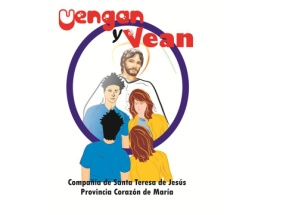 Vengan
y Vean
Compañía de Santa Teresa de Jesús
Provincia Corazón de María